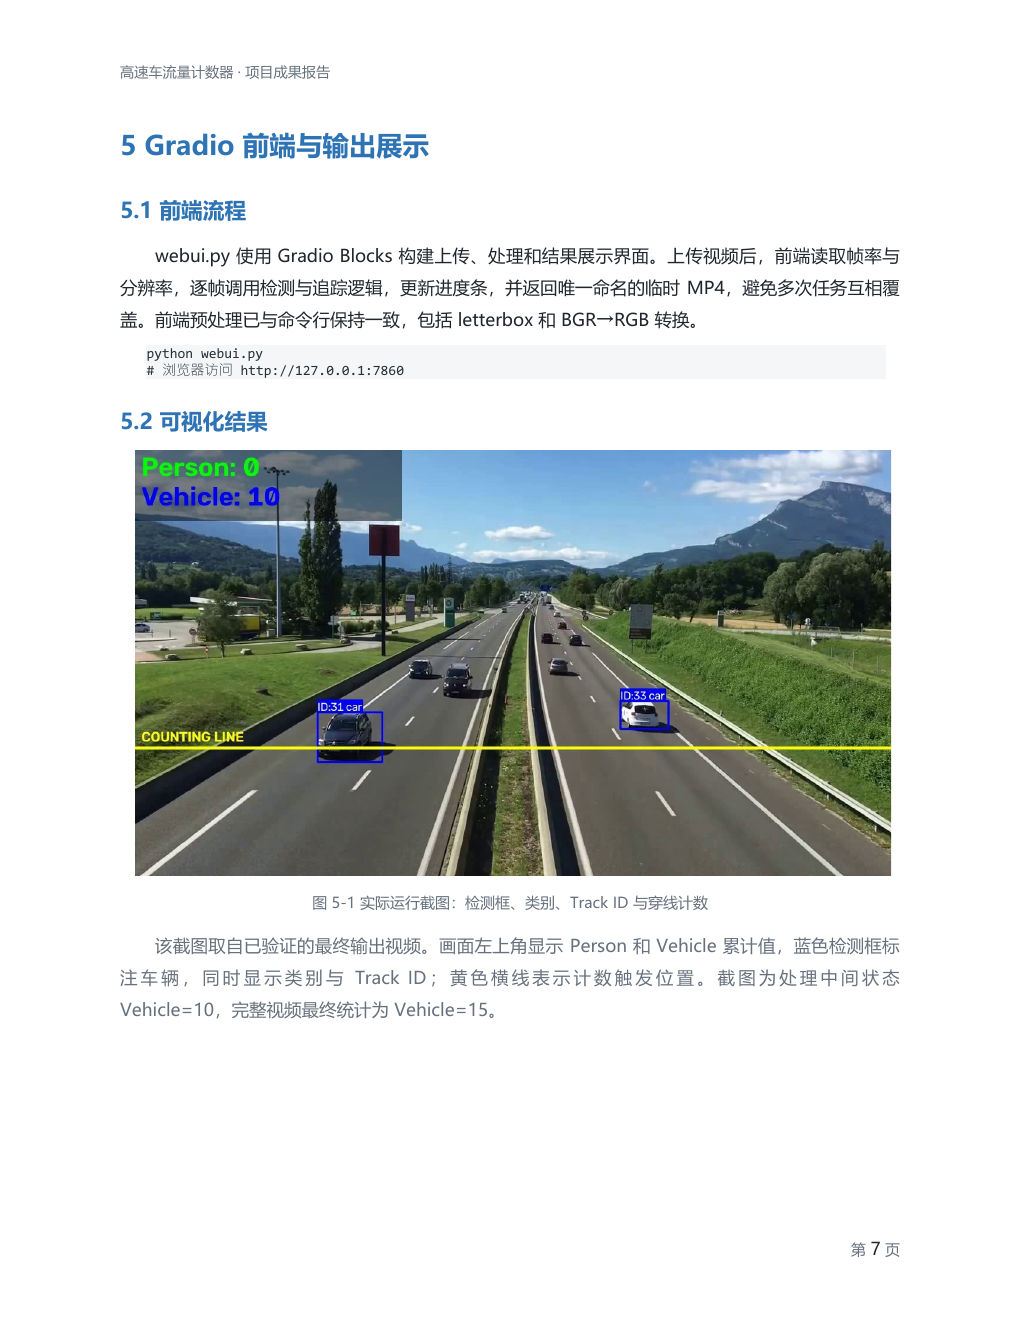 高速车流量计数器 · 项目成果报告
5 Gradio 前端与输出展示
5.1 前端流程
webui.py 使用 Gradio Blocks 构建上传、处理和结果展示界面。上传视频后，前端读取帧率与
分辨率，逐帧调用检测与追踪逻辑，更新进度条，并返回唯一命名的临时 MP4，避免多次任务互相覆
盖。前端预处理已与命令行保持一致，包括 letterbox 和 BGR→RGB 转换。
python webui.py
# 浏览器访问 http://127.0.0.1:7860
5.2 可视化结果
Person: 0
Vehicle: 10
ID:33 car
ID:31 car
COUNTING LINE
图 5-1 实际运行截图：检测框、类别、Track ID 与穿线计数
该截图取自已验证的最终输出视频。画面左上角显示 Person 和 Vehicle 累计值，蓝色检测框标
注车辆，同时显示类别与 Track ID；黄色横线表示计数触发位置。截图为处理中间状态
Vehicle=10，完整视频最终统计为 Vehicle=15。
第 7 页